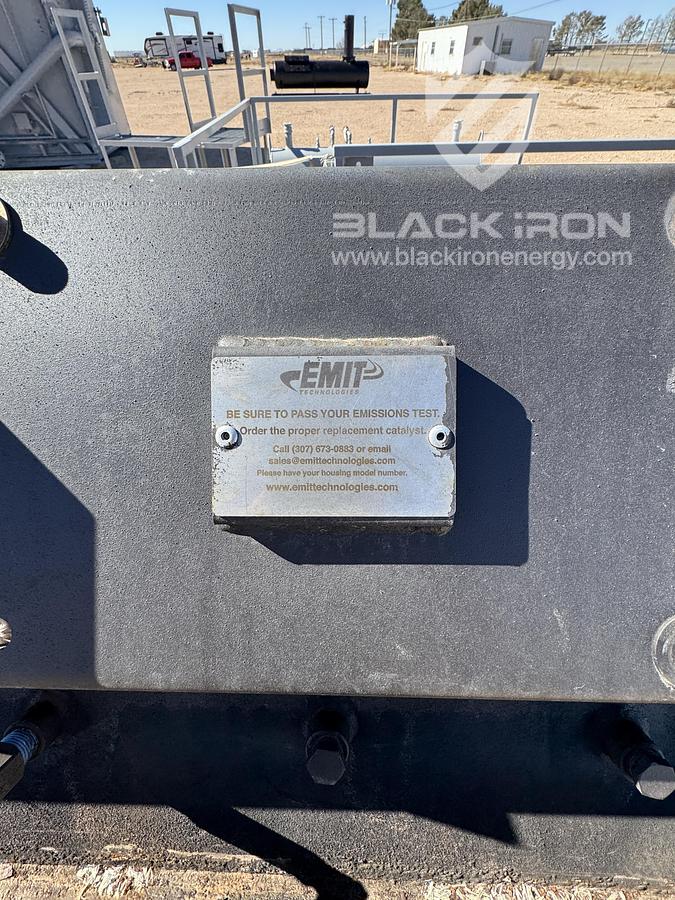 BLACK iRON
www.blackironenergy.com
EMIT
TECHNOLOGIES
BE SURE TO PASS YOUR EMISSIONS TEST.
Order the proper replacement catalyst.
Call (307) 673-0883 or email
sales@emittechnologies.com
Please have your housing model number.
www.emittechnologies.com